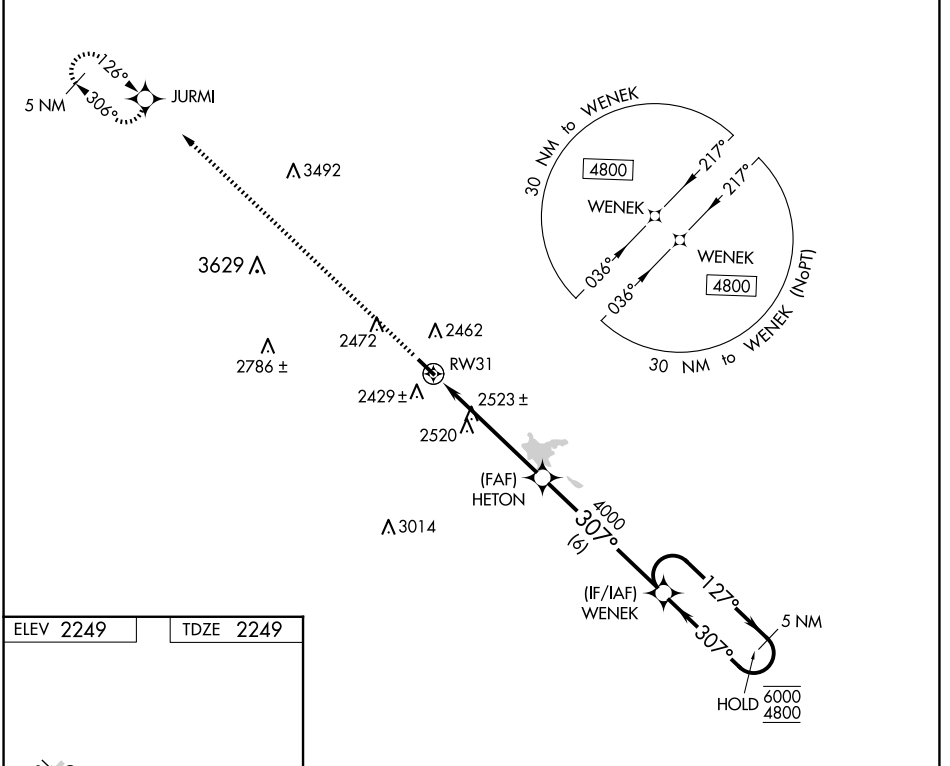 126°
306°
5 NM
JURMI
3492
3629
2786 ±
2472
2462
RW31
2429 ±
2523 ±
2520
(FAF)
HETON
3014
4000
307°
(6)
(IF/IAF)
WENEK
127°
307°
5 NM
HOLD 6000
4800
30 NM to WENEK
4800
217°
WENEK
036°
217°
WENEK
4800
036°
30 NM to WENEK (NoPT)
ELEV 2249
TDZE 2249